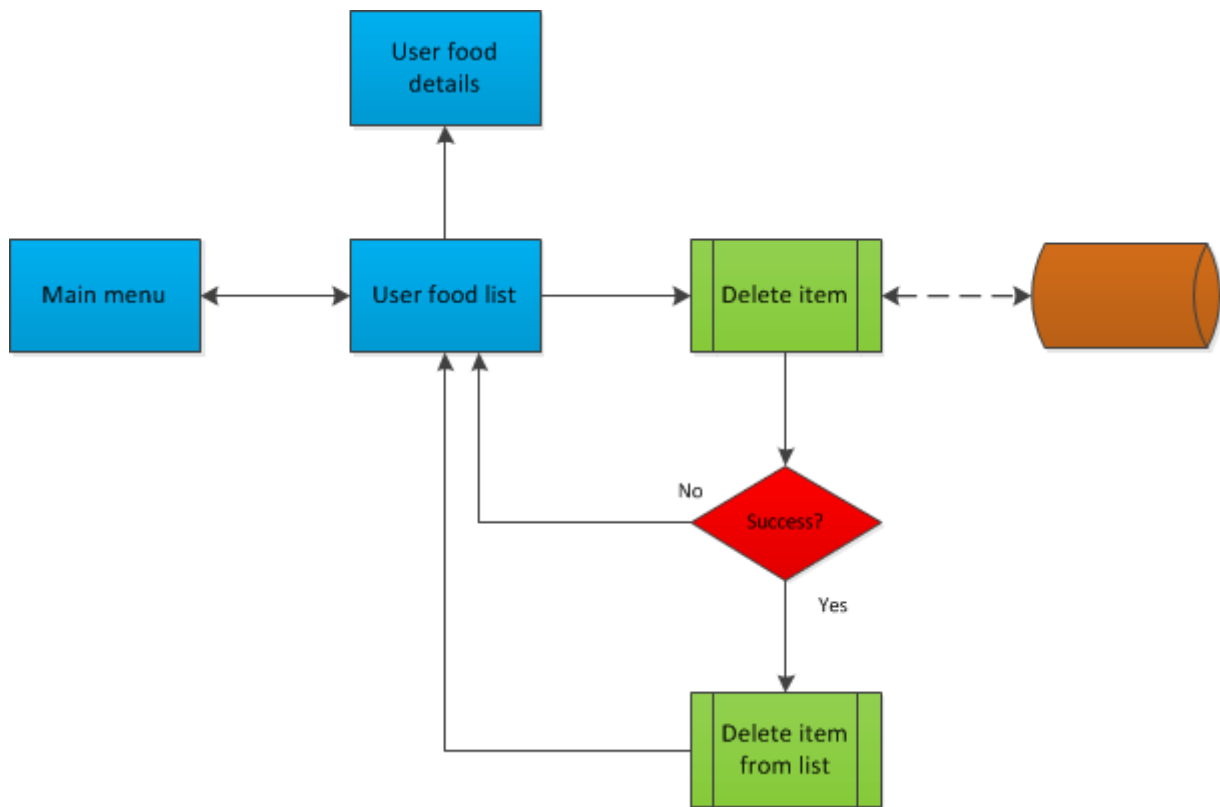 User food
details
Main menu
User food list
Delete item
No
Success?
Yes
Delete item
from list